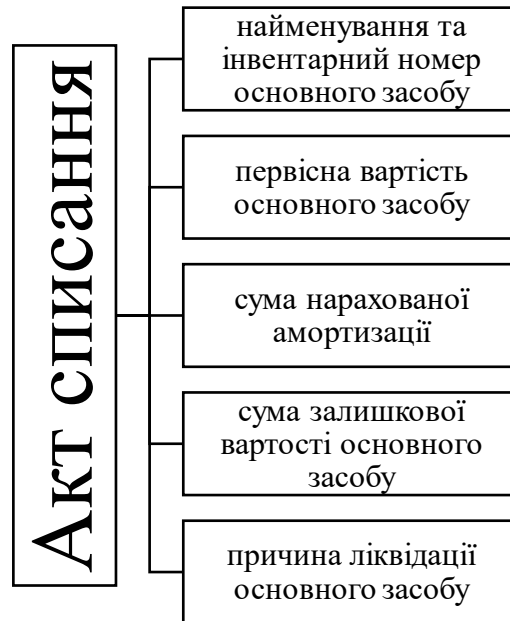 Акт списання
найменування та
інвентарний номер
основного засобу
первісна вартість
основного засобу
сума нарахованої
амортизації
сума залишкової
вартості основного
засобу
причина ліквідації
основного засобу